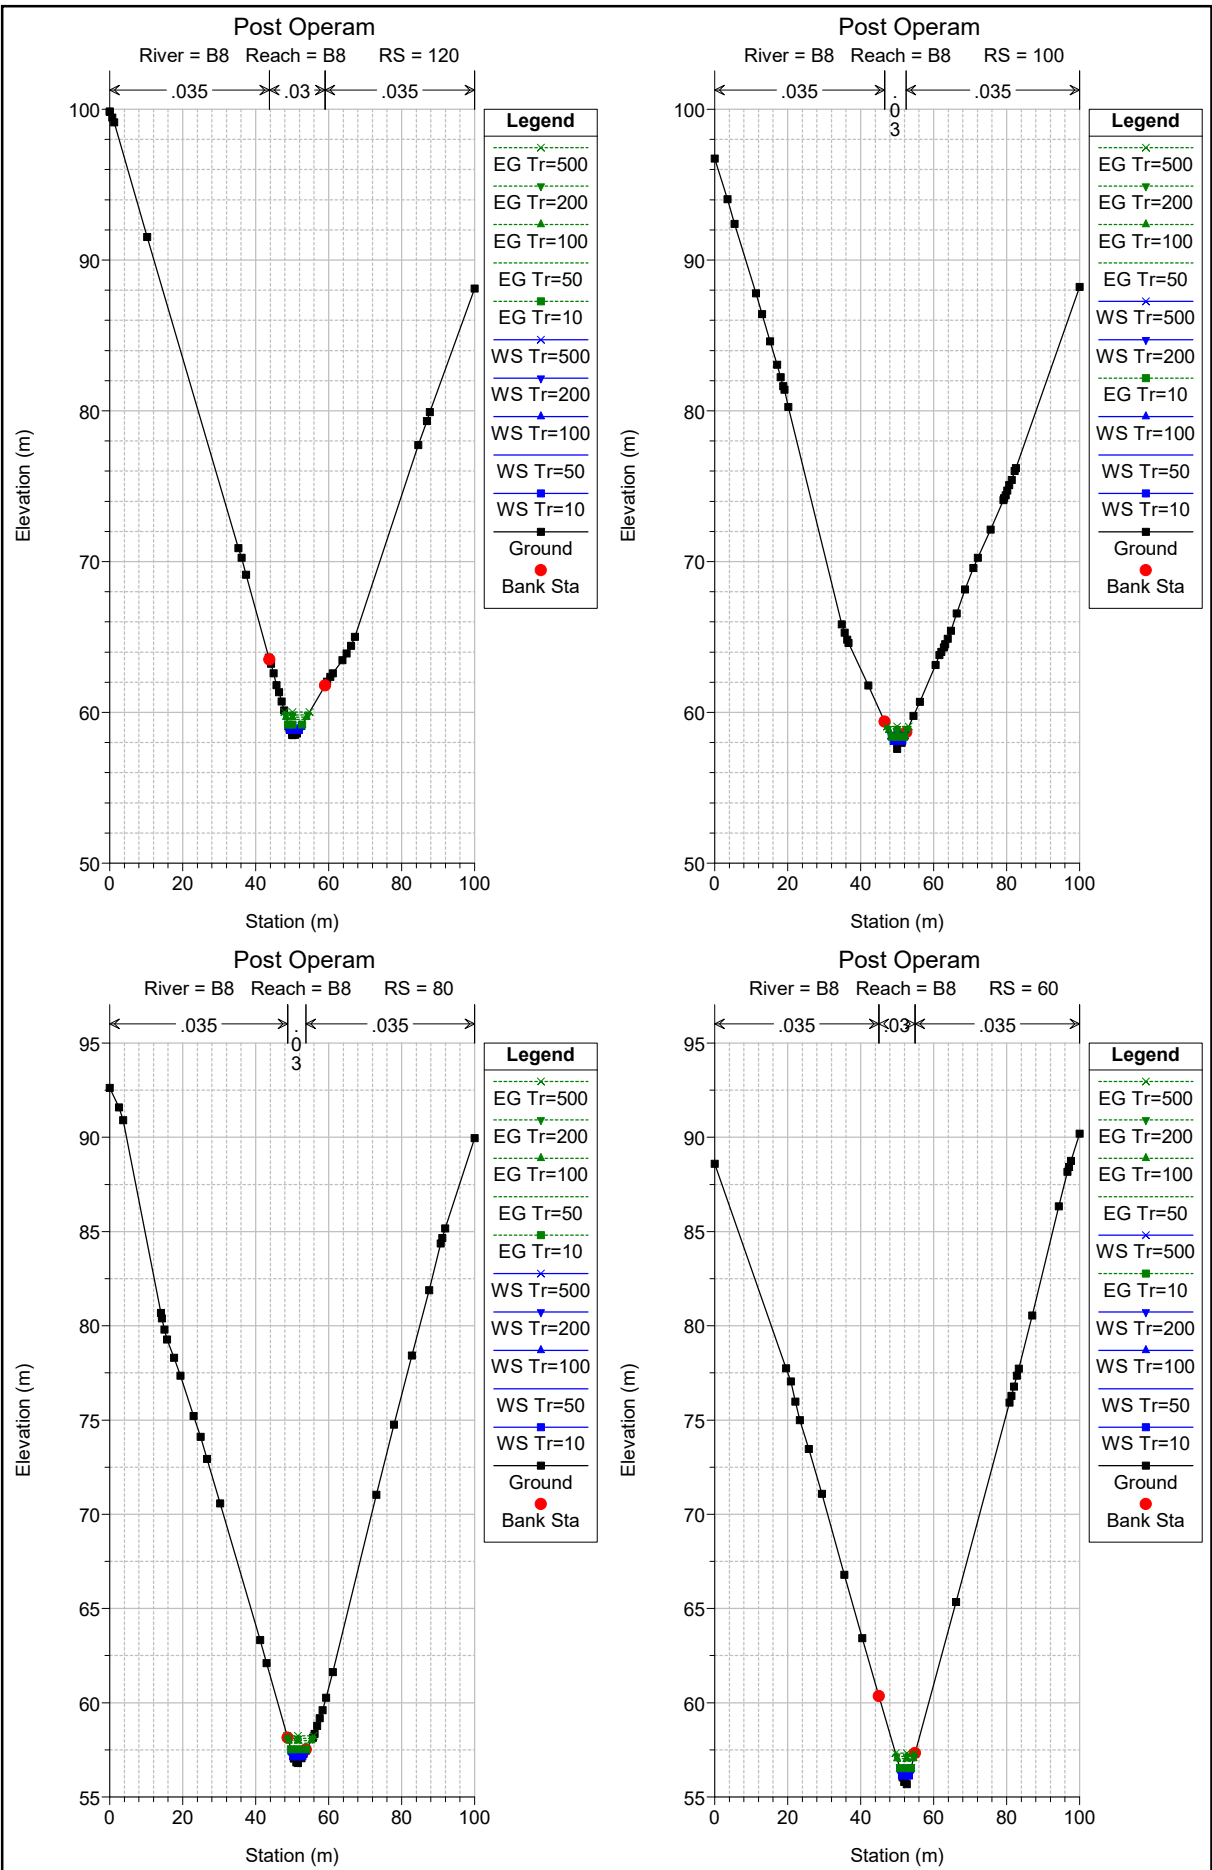 Post Operam
River = B8 Reach = B8 RS = 120
.035 .03 .035
100
90
80
70
60
50
0 20 40 60 80 100
Station (m)
Elevation (m)
Legend
EG Tr=500
EG Tr=200
EG Tr=100
EG Tr=50
EG Tr=10
WS Tr=500
WS Tr=200
WS Tr=100
WS Tr=50
WS Tr=10
Ground
Bank Sta
Post Operam
River = B8 Reach = B8 RS = 100
.035 .03 .035
100
90
80
70
60
50
0 20 40 60 80 100
Station (m)
Elevation (m)
Legend
EG Tr=500
EG Tr=200
EG Tr=100
EG Tr=50
WS Tr=500
WS Tr=200
EG Tr=10
WS Tr=100
WS Tr=50
WS Tr=10
Ground
Bank Sta
Post Operam
River = B8 Reach = B8 RS = 80
.035 .03 .035
95
90
85
80
75
70
65
60
55
0 20 40 60 80 100
Station (m)
Elevation (m)
Legend
EG Tr=500
EG Tr=200
EG Tr=100
EG Tr=50
EG Tr=10
WS Tr=500
WS Tr=200
WS Tr=100
WS Tr=50
WS Tr=10
Ground
Bank Sta
Post Operam
River = B8 Reach = B8 RS = 60
.035 .03 .035
95
90
85
80
75
70
65
60
55
0 20 40 60 80 100
Station (m)
Elevation (m)
Legend
EG Tr=500
EG Tr=200
EG Tr=100
EG Tr=50
WS Tr=500
EG Tr=10
WS Tr=200
WS Tr=100
WS Tr=50
WS Tr=10
Ground
Bank Sta